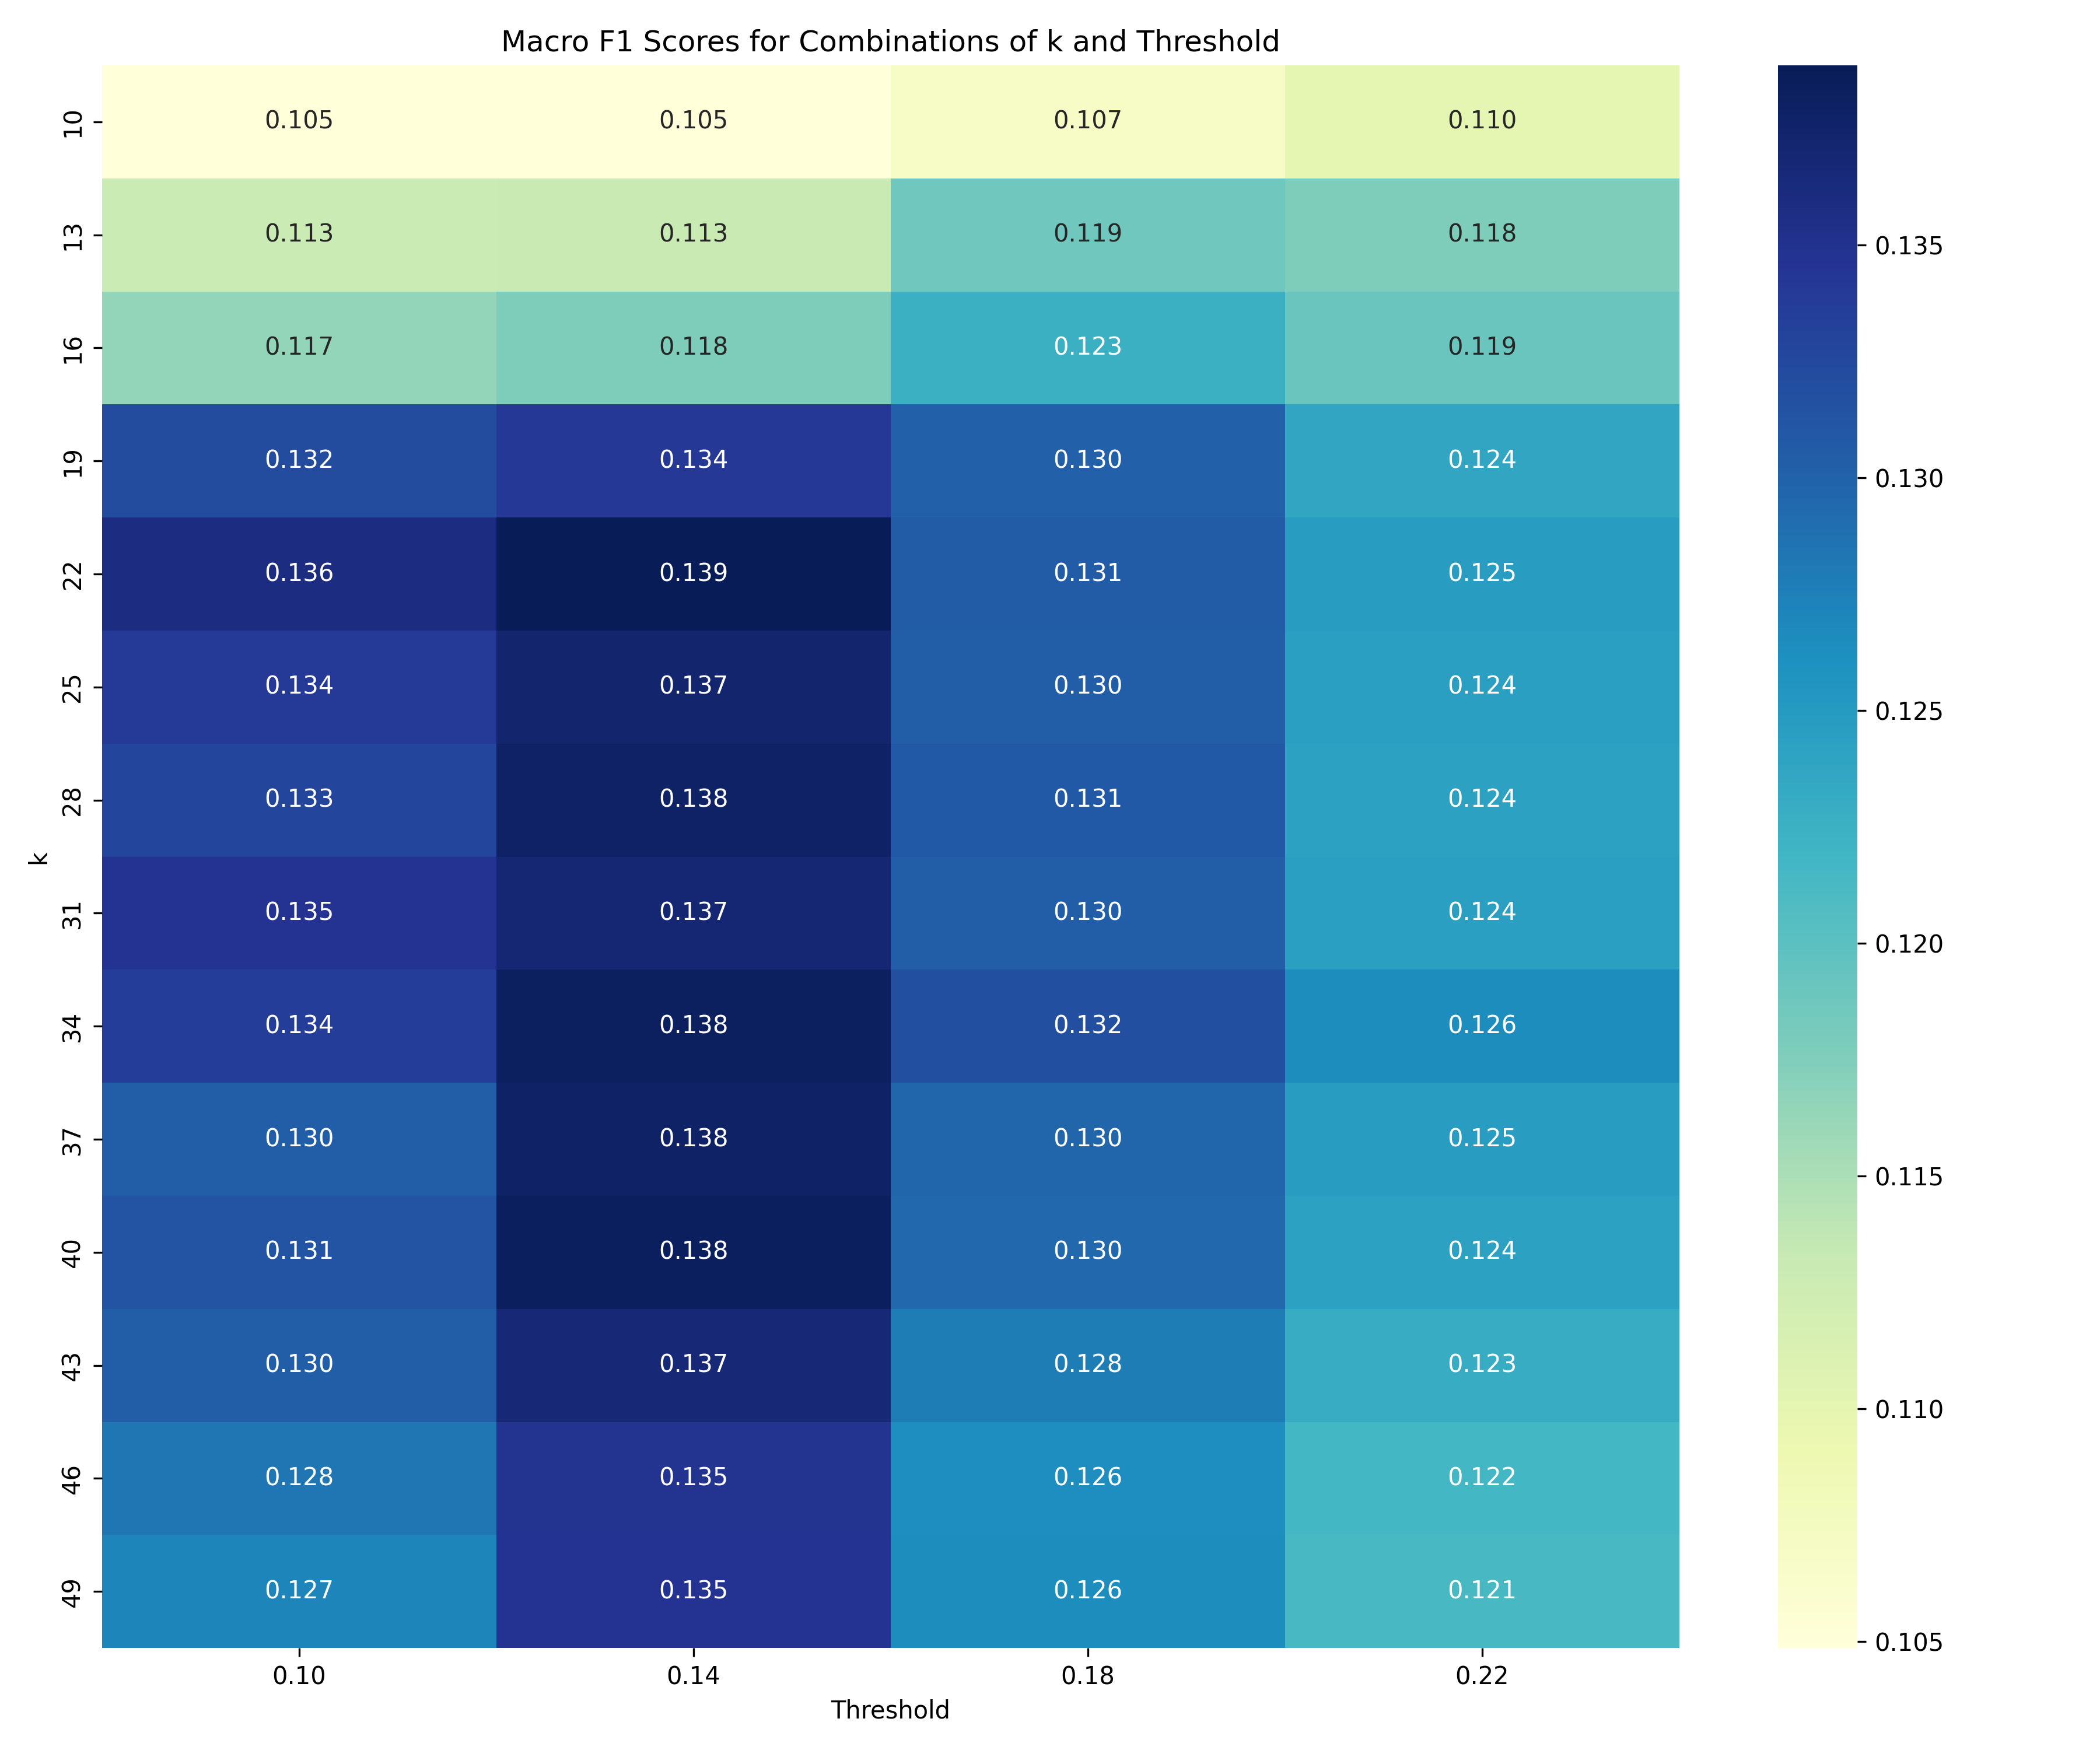 Macro F1 Scores for Combinations of k and Threshold
10 0.105 0.105 0.107 0.110
13 0.113 0.113 0.119 0.118
16 0.117 0.118 0.123 0.119
19 0.132 0.134 0.130 0.124
22 0.136 0.139 0.131 0.125
25 0.134 0.137 0.130 0.124
28 0.133 0.138 0.131 0.124
k
31 0.135 0.137 0.130 0.124
34 0.134 0.138 0.132 0.126
37 0.130 0.138 0.130 0.125
40 0.131 0.138 0.130 0.124
43 0.130 0.137 0.128 0.123
46 0.128 0.135 0.126 0.122
49 0.127 0.135 0.126 0.121
0.10 0.14 0.18 0.22
Threshold
0.135
0.130
0.125
0.120
0.115
0.110
0.105